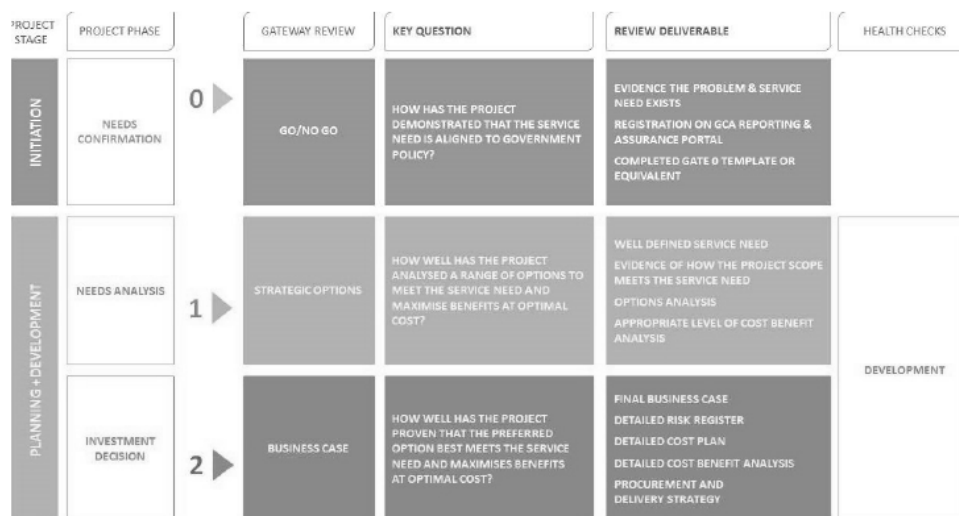 PROJECT
STAGE
PROJECT PHASE
GATEWAY REVIEW
KEY QUESTION
REVIEW DELIVERABLE
HEALTH CHECKS
INITIATION
NEEDS
CONFIRMATION
0
GO/NO GO
HOW HAS THE PROJECT
DEMONSTRATED THAT THE SERVICE
NEED IS ALIGNED TO GOVERNMENT
POLICY?
EVIDENCE THE PROBLEM & SERVICE
NEED EXISTS
REGISTRATION ON GCA REPORTING &
ASSURANCE PORTAL
COMPLETED GATE 0 TEMPLATE OR
EQUIVALENT
PLANNING+DEVELOPMENT
NEEDS ANALYSIS
1
STRATEGIC OPTIONS
HOW WELL HAS THE PROJECT
ANALYSED A RANGE OF OPTIONS TO
MEET THE SERVICE NEED AND
MAXIMISE BENEFITS AT OPTIMAL
COST?
WELL DEFINED SERVICE NEED
EVIDENCE OF HOW THE PROJECT SCOPE
MEETS THE SERVICE NEED
OPTIONS ANALYSIS
APPROPRIATE LEVEL OF COST BENEFIT
ANALYSIS
DEVELOPMENT
INVESTMENT
DECISION
2
BUSINESS CASE
HOW WELL HAS THE PROJECT
PROVEN THAT THE PREFERRED
OPTION BEST MEETS THE SERVICE
NEED AND MAXIMISES BENEFITS
AT OPTIMAL COST?
FINAL BUSINESS CASE
DETAILED RISK REGISTER
DETAILED COST PLAN
DETAILED COST BENEFIT ANALYSIS
PROCUREMENT AND
DELIVERY STRATEGY